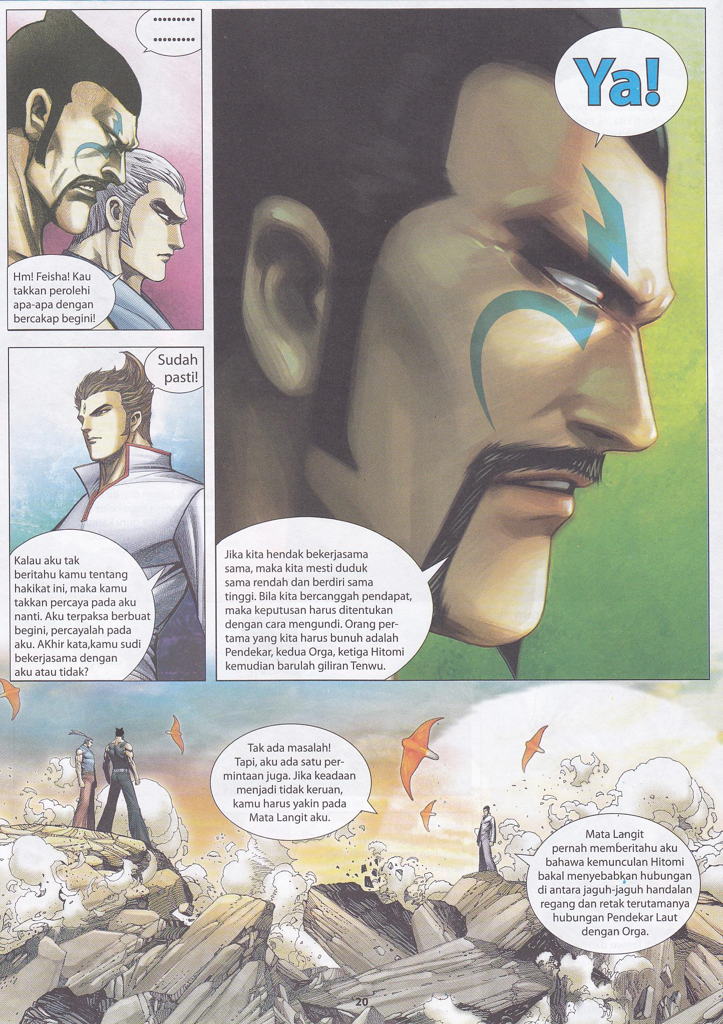 ..........
..........
Hm! Feisha! Kau
takkan perolehi
apa-apa dengan
bercakap begini!
Sudah
pasti!
Kalau aku tak
beritahu kamu tentang
hakikat ini, maka kamu
takkan percaya pada aku
nanti. Aku terpaksa berbuat
begini, percayalah pada
aku. AKhir kata,kamu sudi
bekerjasama dengan
aku atau tidak?
Ya!
Jika kita hendak bekerjasama
sama, maka kita mesti duduk
sama rendah dan berdiri sama
tinggi. Bila kita bercanggah pendapat,
maka keputusan harus ditentukan
dengan cara mengundi. Orang per-
tama yang kita harus bunuh adalah
Pendekar, kedua Orga, ketiga Hitomi
kemudian barulah giliran Tenwu.
Tak ada masalah!
Tapi, aku ada satu per-
mintaan juga. Jika keadaan
menjadi tidak keruan,
kamu harus yakin pada
Mata Langit aku.
Mata Langit
pernah memberitahu aku
bahawa kemunculan Hitomi
bakal menyebabkan hubungan
di antara jaguh-jaguh handalan
regang dan retak terutamanya
hubungan Pendekar Laut
dengan Orga.
20